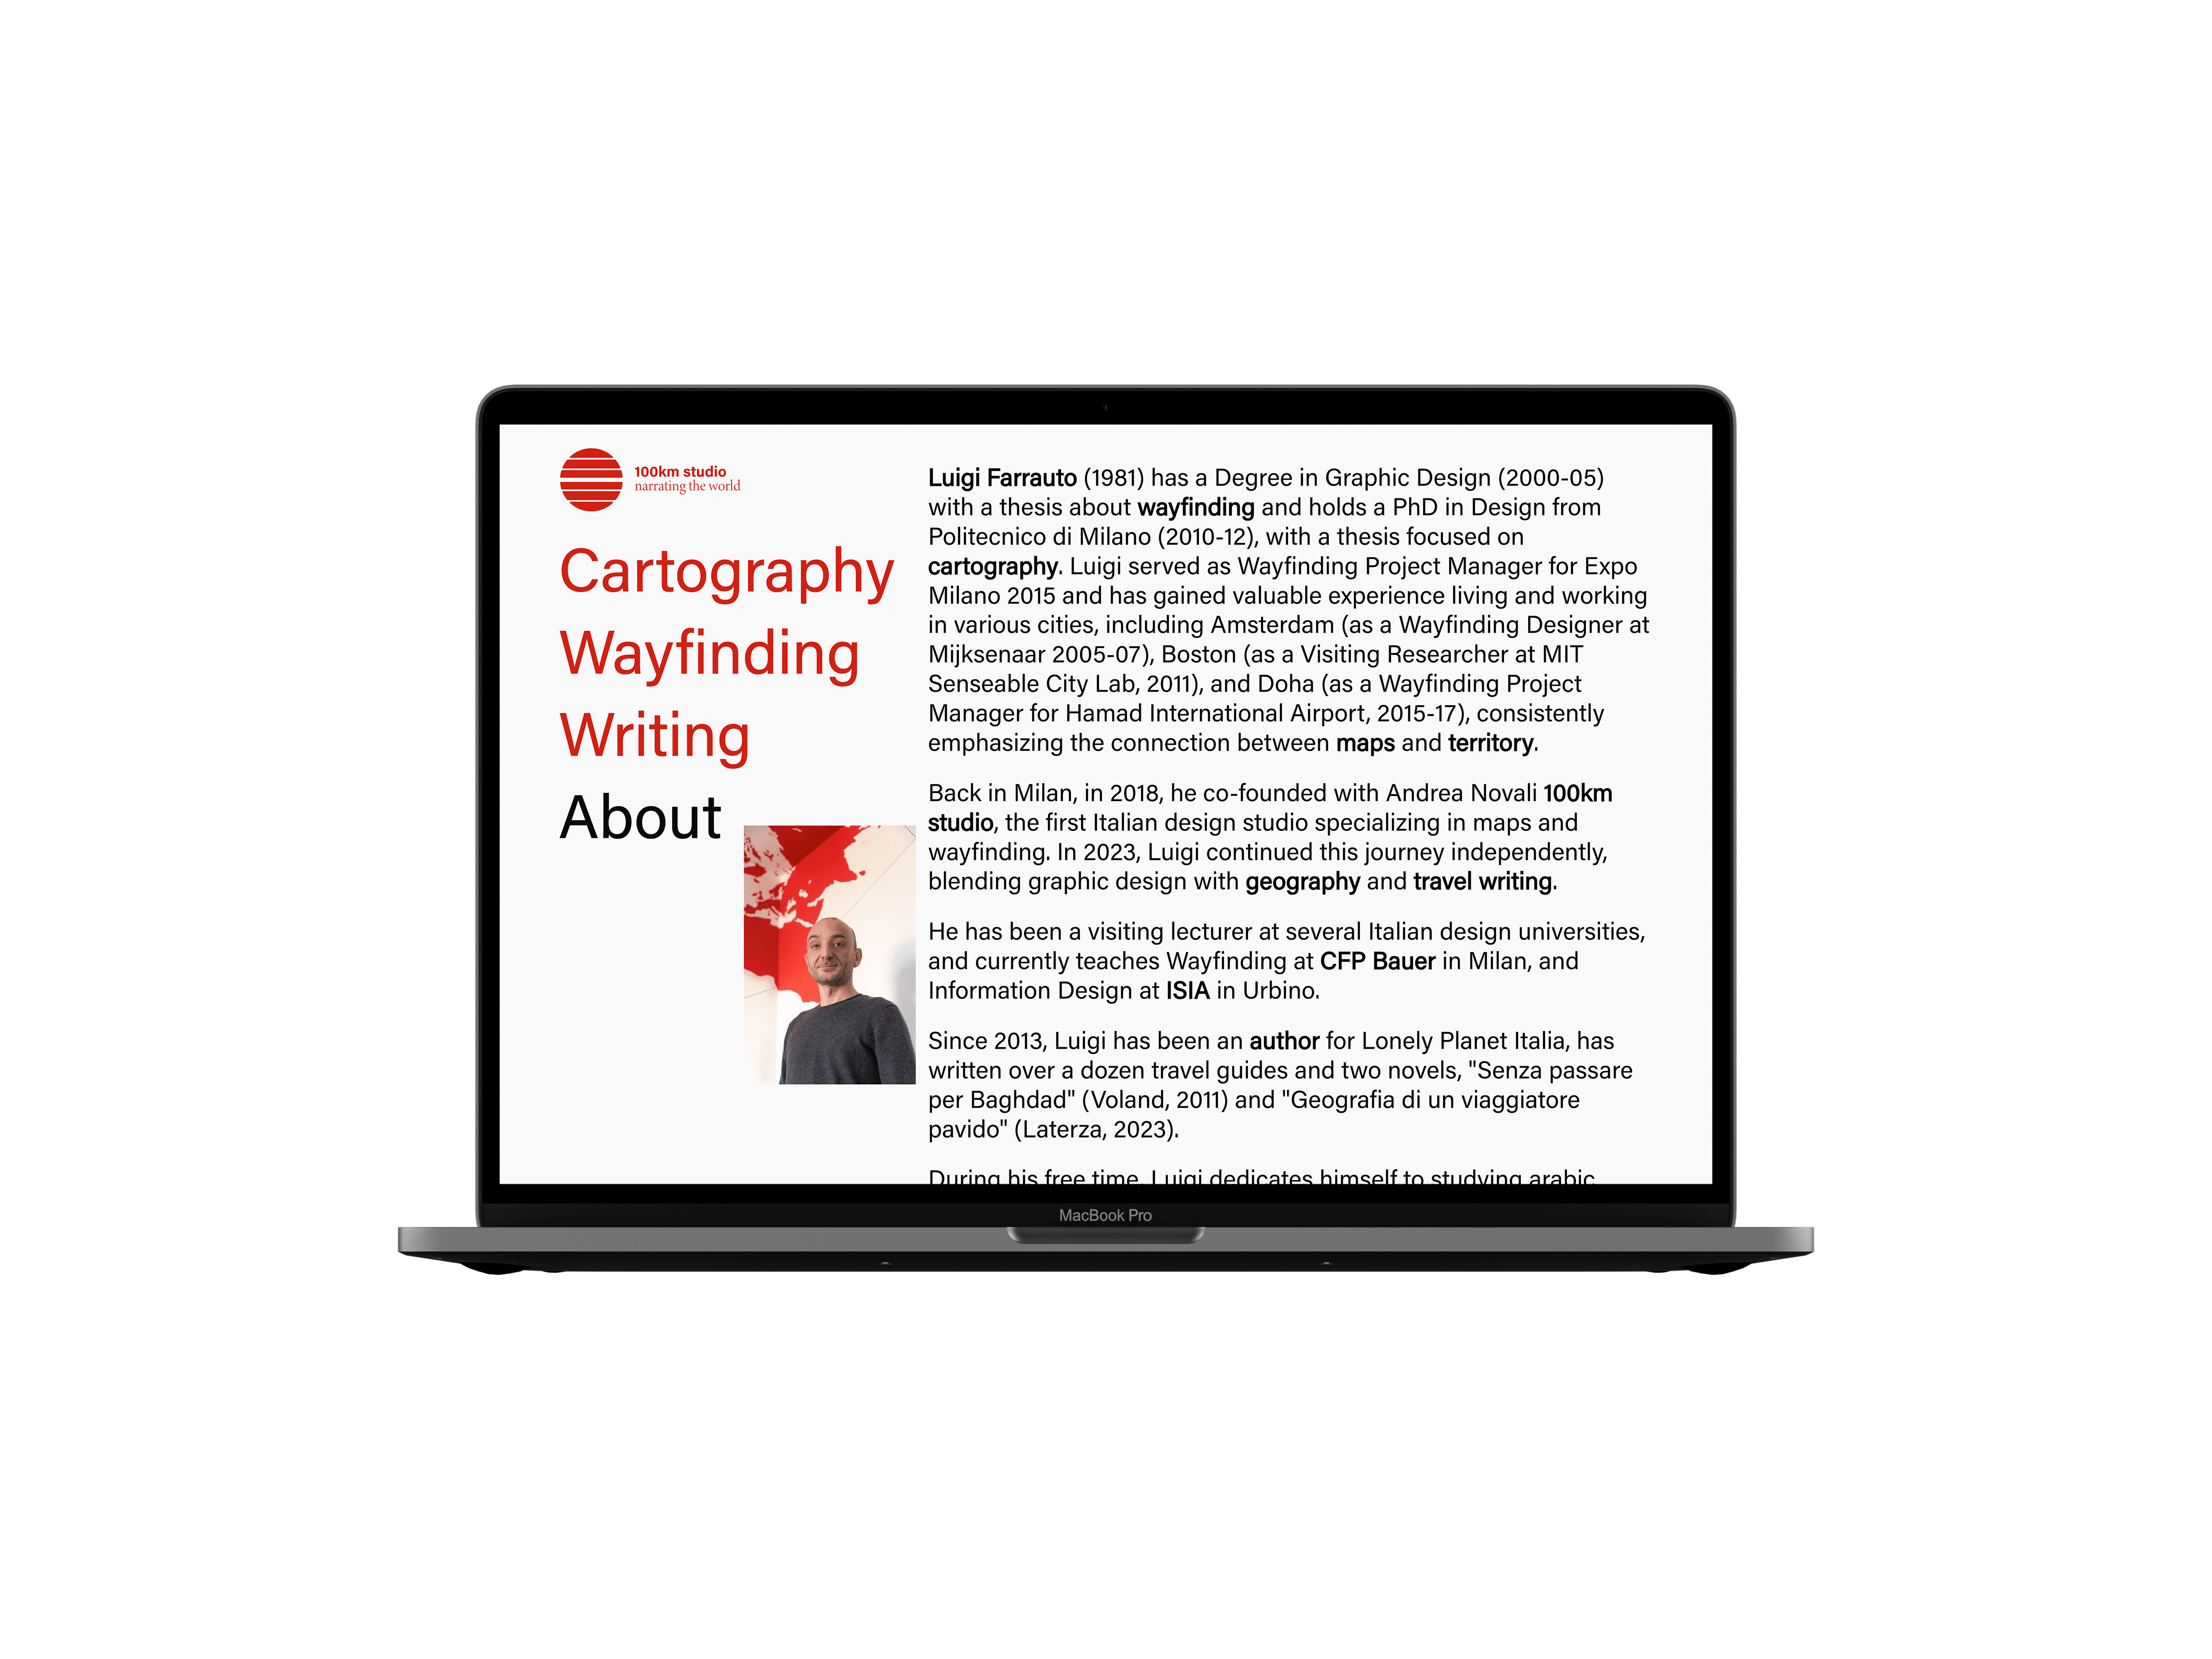 100km studio
narrating the world
Cartography
Wayfinding
Writing
About
Luigi Farrauto (1981) has a Degree in Graphic Design (2000-05)
with a thesis about wayfinding and holds a PhD in Design from
Politecnico di Milano (2010-12), with a thesis focused on
cartography. Luigi served as Wayfinding Project Manager for Expo
Milano 2015 and has gained valuable experience living and working
in various cities, including Amsterdam (as a Wayfinding Designer at
Mijksenaar 2005-07), Boston (as a Visiting Researcher at MIT
Senseable City Lab, 2011), and Doha (as a Wayfinding Project
Manager for Hamad International Airport, 2015-17), consistently
emphasizing the connection between maps and territory.
Back in Milan, in 2018, he co-founded with Andrea Novali 100km
studio, the first Italian design studio specializing in maps and
wayfinding. In 2023, Luigi continued this journey independently,
blending graphic design with geography and travel writing.
He has been a visiting lecturer at several Italian design universities,
and currently teaches Wayfinding at CFP Bauer in Milan, and
Information Design at ISIA in Urbino.
Since 2013, Luigi has been an author for Lonely Planet Italia, has
written over a dozen travel guides and two novels, "Senza passare
per Baghdad" (Voland, 2011) and "Geografia di un viaggiatore
pavido" (Laterza, 2023).
During his free time, Luigi dedicates himself to studying arabic
MacBook Pro